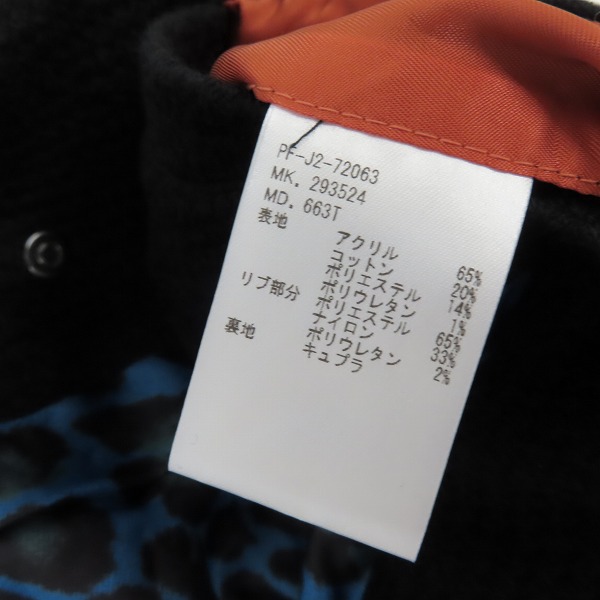 PF-J2-72063
MK. 293524
MD. 663T
表地 アクリル 65%
コットン 20%
ポリエステル 14%
ポリウレタン 1%
リブ部分 ポリエステル 65%
ナイロン 33%
ポリウレタン 2%
裏地 キュプラ